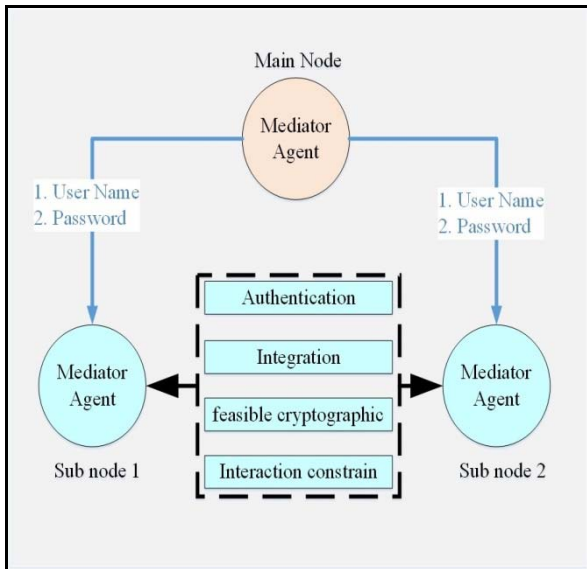 Main Node
Mediator
Agent
1. User Name
2. Password
1. User Name
2. Password
Authentication
Integration
feasible cryptographic
Interaction constrain
Mediator
Agent
Sub node 1
Mediator
Agent
Sub node 2